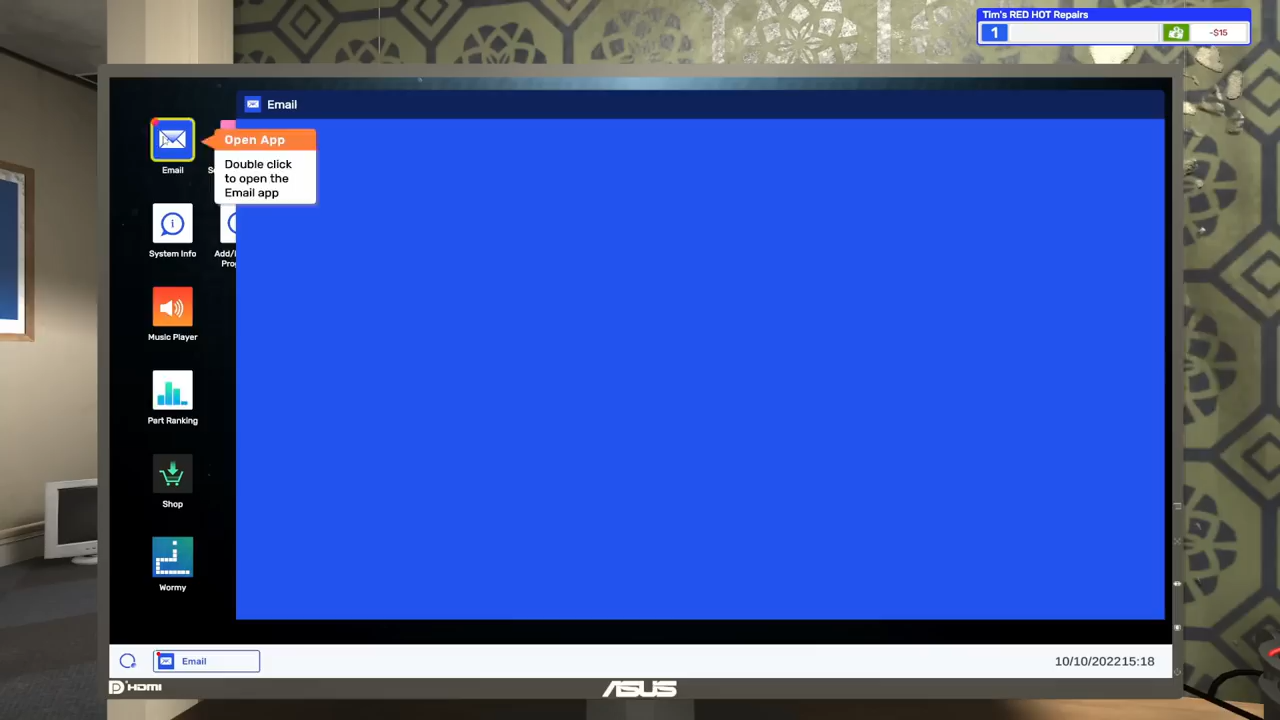 Tim's RED HOT Repairs
1
-$15
Email
Open App
Double click
to open the
Email app
Email
System Info
Music Player
Part Ranking
Shop
Wormy
Email
10/10/202215:18
HDMI
ASUS